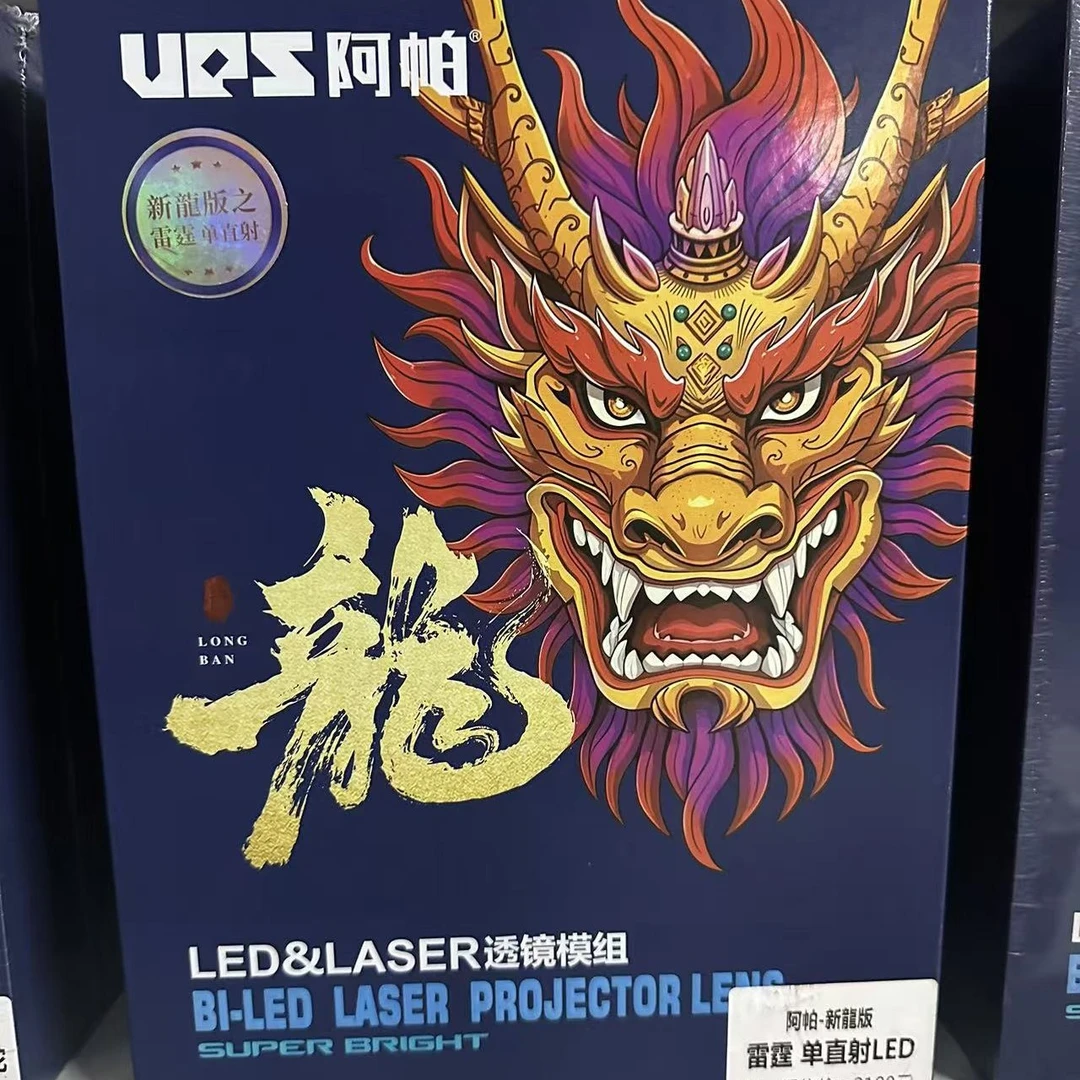 UPS阿帕®
新龍版之
雷霆单直射
龍
LONG
BAN
LED&LASER透镜模组
BI-LED LASER PROJECTOR LENS
SUPER BRIGHT
阿帕-新龍版
雷霆 单直射LED